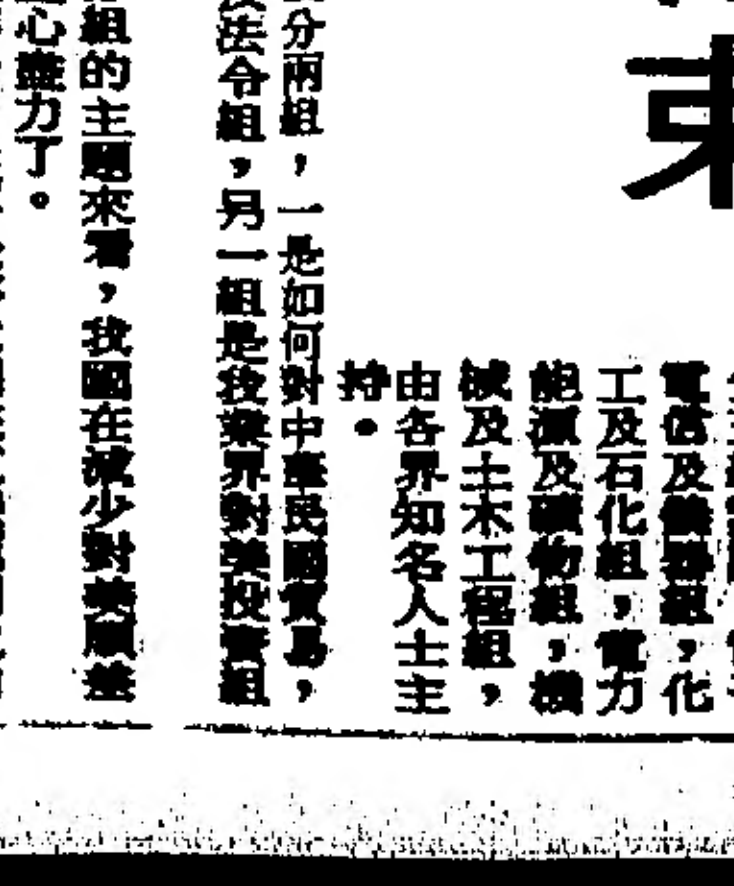 束
電信及儀器組，化
工及石化組，電力
能源及礦物組，機
械及土木工程組，
由各界知名人士主
持。
分兩組，一是如何對中華民國貿易，
法令組，另一組是我業界對美投資組
組的主題來看，我國在減少對美順差
心盡力了。